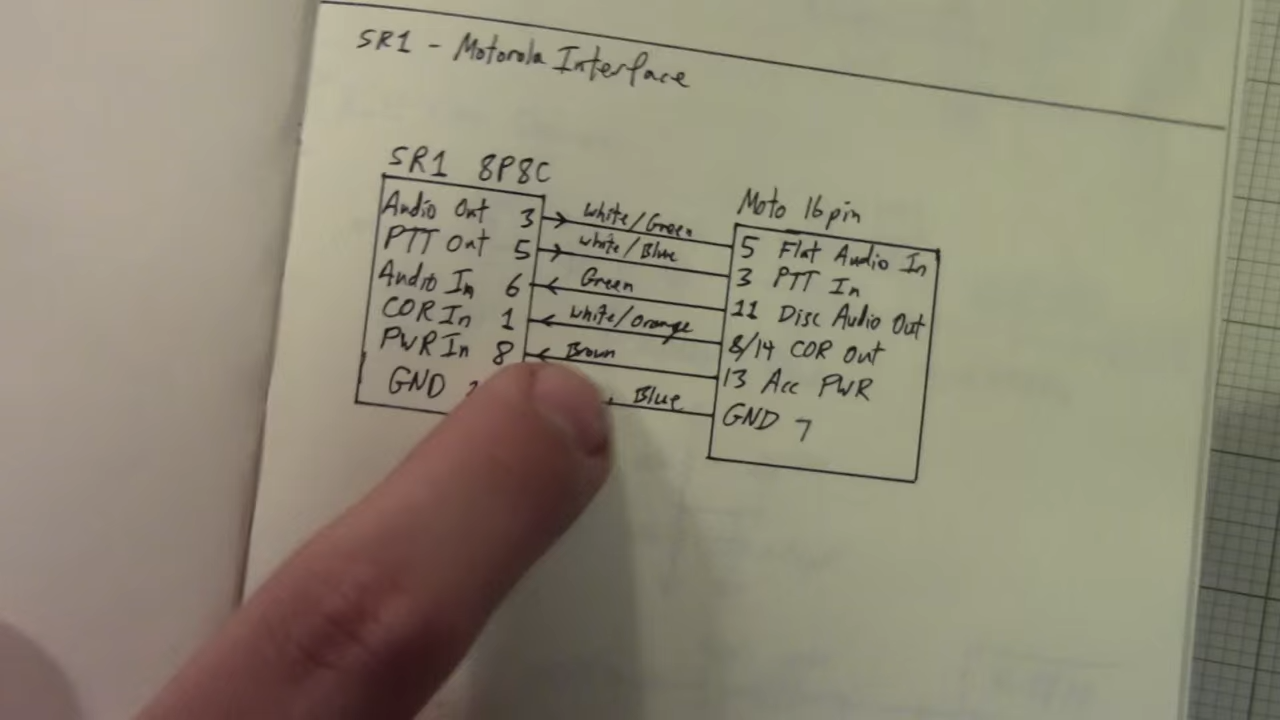 SR1 - Motorola Interface
SR1 8P8C
Moto 16 pin
Audio Out 3 White/Green 5 Flat Audio In
PTT Out 5 White/Blue 3 PTT In
Audio In 6 Green 11 Disc Audio Out
COR In 1 White/Orange 8/14 COR Out
PWR In 8 Brown 13 Acc PWR
GND Blue GND 7